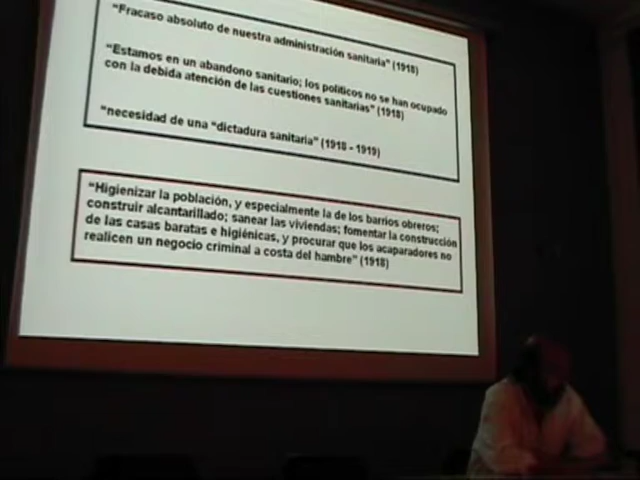 “Fracaso absoluto de nuestra administración sanitaria” (1918)
“Estamos en un abandono sanitario; los políticos no se han ocupado
con la debida atención de las cuestiones sanitarias” (1918)
“necesidad de una “dictadura sanitaria” (1918 - 1919)
“Higienizar la población, y especialmente la de los barrios obreros;
construir alcantarillado; sanear las viviendas; fomentar la construcción
de las casas baratas e higiénicas, y procurar que los acaparadores no
realicen un negocio criminal a costa del hambre” (1918)